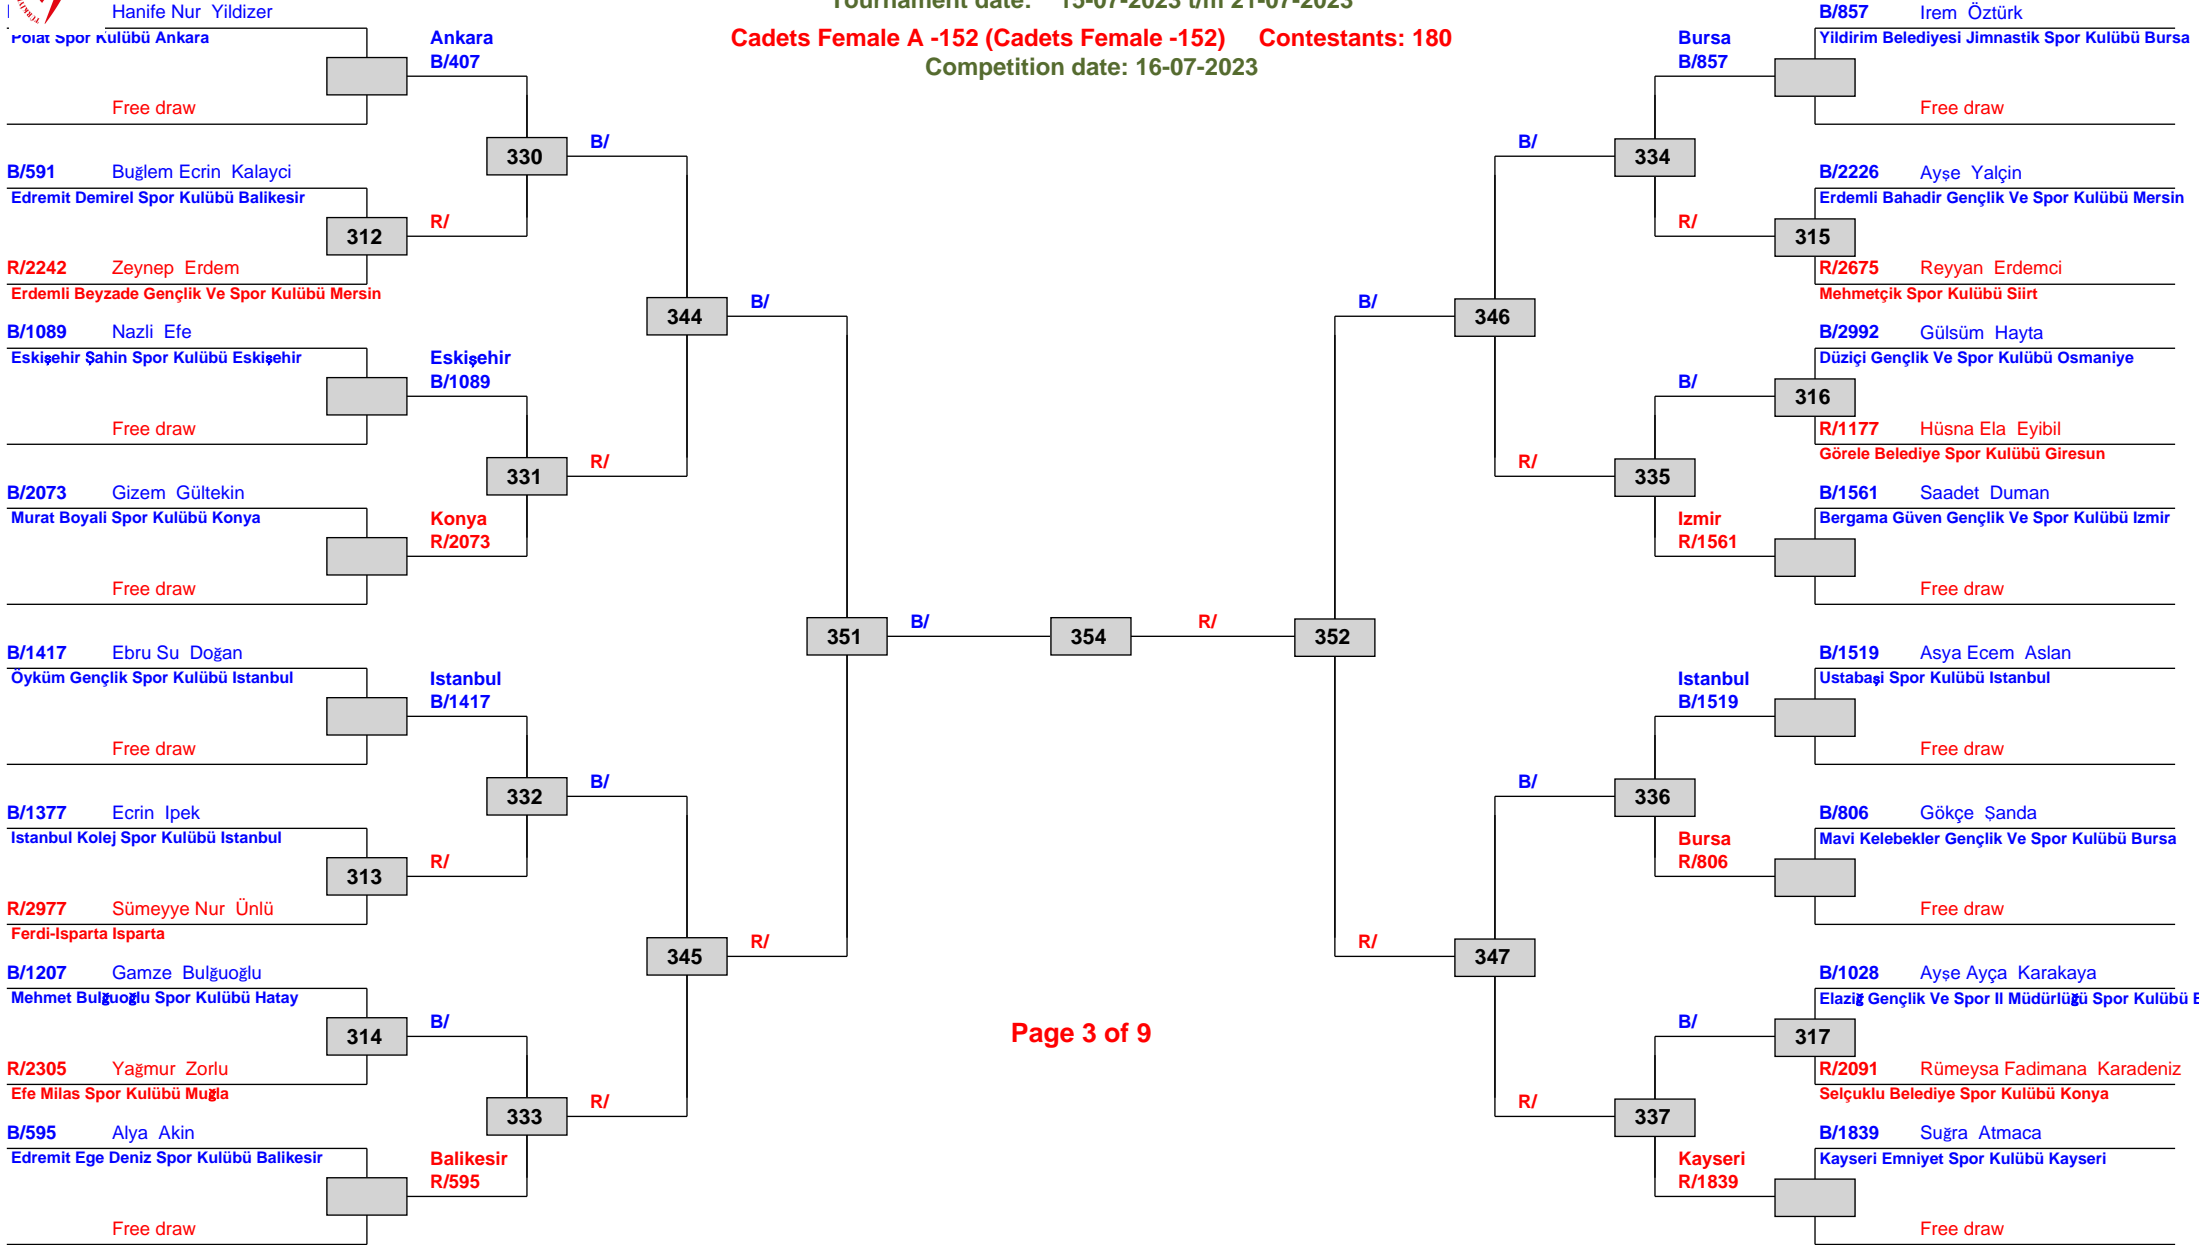 Tournament date: 15-07-2023 t/m 21-07-2023
Cadets Female A -152 (Cadets Female -152) Contestants: 180
Competition date: 16-07-2023
Hanife Nur Yildizer
Polat Spor Kulübü Ankara
Free draw
Ankara
B/407
B/591 Buğlem Ecrin Kalayci
Edremit Demirel Spor Kulübü Balikesir
312
R/
R/2242 Zeynep Erdem
Erdemli Beyzade Gençlik Ve Spor Kulübü Mersin
330
B/
B/1089 Nazli Efe
Eskişehir Şahin Spor Kulübü Eskişehir
Free draw
Eskişehir
B/1089
B/2073 Gizem Gültekin
Murat Boyali Spor Kulübü Konya
Free draw
Konya
R/2073
331
R/
344
B/
B/1417 Ebru Su Doğan
Öyküm Gençlik Spor Kulübü Istanbul
Free draw
Istanbul
B/1417
B/1377 Ecrin Ipek
Istanbul Kolej Spor Kulübü Istanbul
313
R/
R/2977 Sümeyye Nur Ünlü
Ferdi-Isparta Isparta
332
B/
B/1207 Gamze Bulğuoğlu
Mehmet Bulğuoğlu Spor Kulübü Hatay
314
B/
R/2305 Yağmur Zorlu
Efe Milas Spor Kulübü Muğla
B/595 Alya Akin
Edremit Ege Deniz Spor Kulübü Balikesir
Free draw
Balikesir
R/595
333
R/
345
R/
351
B/
354
R/
352
B/857 Irem Öztürk
Yildirim Belediyesi Jimnastik Spor Kulübü Bursa
Free draw
Bursa
B/857
B/2226 Ayşe Yalçin
Erdemli Bahadir Gençlik Ve Spor Kulübü Mersin
315
R/
R/2675 Reyyan Erdemci
Mehmetçik Spor Kulübü Siirt
334
B/
B/2992 Gülsüm Hayta
Düziçi Gençlik Ve Spor Kulübü Osmaniye
316
B/
R/1177 Hüsna Ela Eyibil
Görele Belediye Spor Kulübü Giresun
B/1561 Saadet Duman
Bergama Güven Gençlik Ve Spor Kulübü Izmir
Free draw
Izmir
R/1561
335
R/
346
B/
B/1519 Asya Ecem Aslan
Ustabaşi Spor Kulübü Istanbul
Free draw
Istanbul
B/1519
B/806 Gökçe Şanda
Mavi Kelebekler Gençlik Ve Spor Kulübü Bursa
Free draw
Bursa
R/806
336
B/
B/1028 Ayşe Ayça Karakaya
Elaziğ Gençlik Ve Spor Il Müdürlüğü Spor Kulübü
317
B/
R/2091 Rümeysa Fadimana Karadeniz
Selçuklu Belediye Spor Kulübü Konya
B/1839 Suğra Atmaca
Kayseri Emniyet Spor Kulübü Kayseri
Free draw
Kayseri
R/1839
337
R/
347
R/
Page 3 of 9